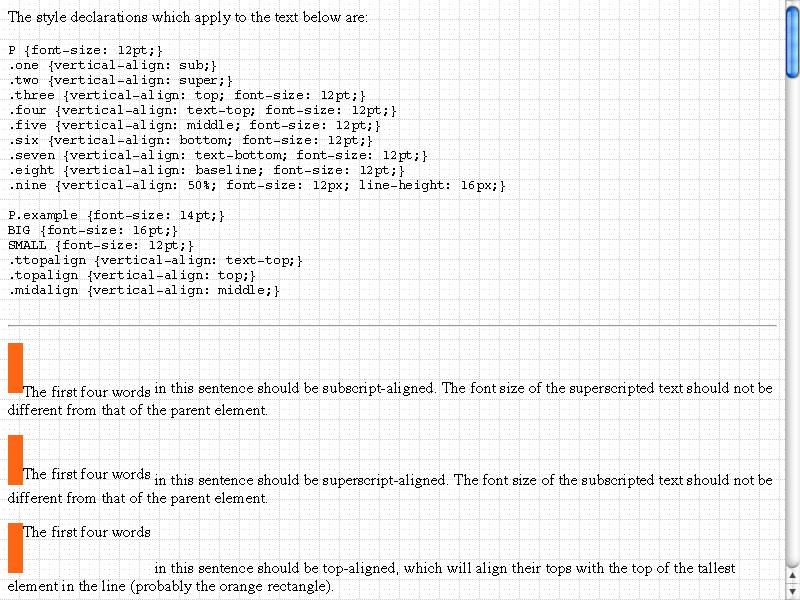 The style declarations which apply to the text below are:
P {font-size: 12pt;}
.one {vertical-align: sub;}
.two {vertical-align: super;}
.three {vertical-align: top; font-size: 12pt;}
.four {vertical-align: text-top; font-size: 12pt;}
.five {vertical-align: middle; font-size: 12pt;}
.six {vertical-align: bottom; font-size: 12pt;}
.seven {vertical-align: text-bottom; font-size: 12pt;}
.eight {vertical-align: baseline; font-size: 12pt;}
.nine {vertical-align: 50%; font-size: 12px; line-height: 16px;}
P.example {font-size: 14pt;}
BIG {font-size: 16pt;}
SMALL {font-size: 12pt;}
.ttopalign {vertical-align: text-top;}
.topalign {vertical-align: top;}
.midalign {vertical-align: middle;}
The first four words in this sentence should be subscript-aligned. The font size of the superscripted text should not be
different from that of the parent element.
The first four words in this sentence should be superscript-aligned. The font size of the subscripted text should not be
different from that of the parent element.
The first four words
in this sentence should be top-aligned, which will align their tops with the top of the tallest
element in the line (probably the orange rectangle).